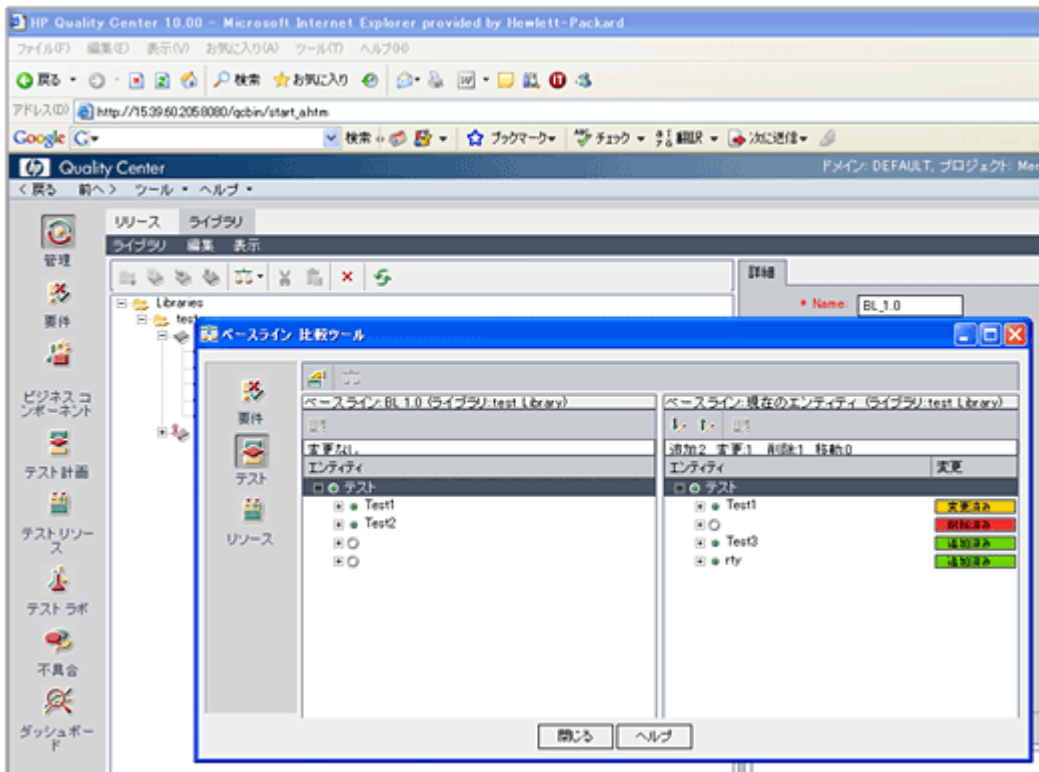 HP Quality Center 10.00 - Microsoft Internet Explorer provided by Hewlett-Packard
ファイル(F) 編集(E) 表示(V) お気に入り(A) ツール(T) ヘルプ(H)
戻る 検索 お気に入り
アドレス(D) http://15.39.60.205:8080/qcbin/start_a.htm
Google 検索 ブックマーク チェック 翻訳 次に送信
Quality Center ドメイン: DEFAULT, プロジェクト: Mer
< 戻る 前へ > ツール ヘルプ
リリース ライブラリ
ライブラリ 編集 表示
管理
要件
ビジネス コンポーネント
テスト計画
テストリソース
テスト ラボ
不具合
ダッシュボード
Libraries
test
詳細
* Name: BL_1.0
ベースライン 比較ツール
要件
テスト
リソース
ベースライン: BL_1.0 (ライブラリ: test Library)
変更なし。
エンティティ
テスト
Test1
Test2
ベースライン: 現在のエンティティ (ライブラリ: test Library)
追加:2 変更:1 削除:1 移動:0
エンティティ 変更
テスト
Test1 変更済み
削除済み
Test3 追加済み
rty 追加済み
閉じる ヘルプ